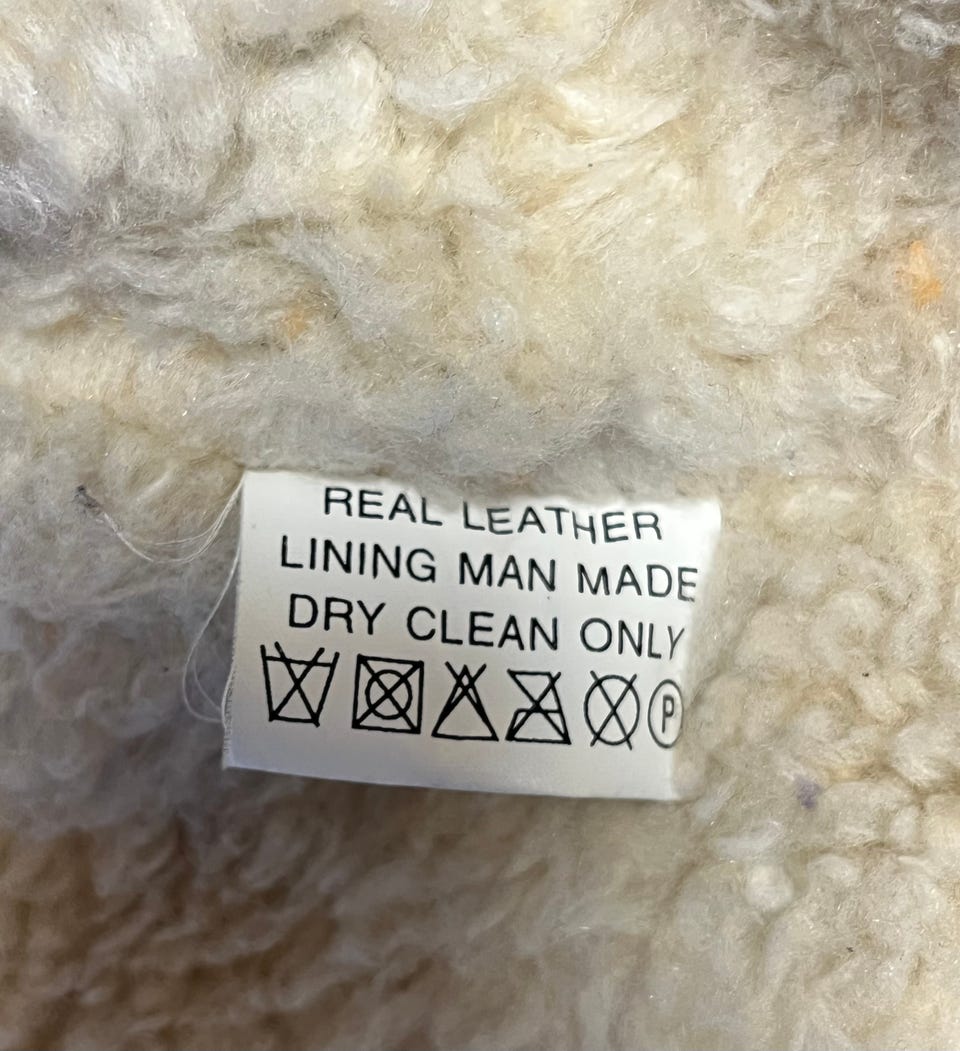 REAL LEATHER
LINING MAN MADE
DRY CLEAN ONLY
P